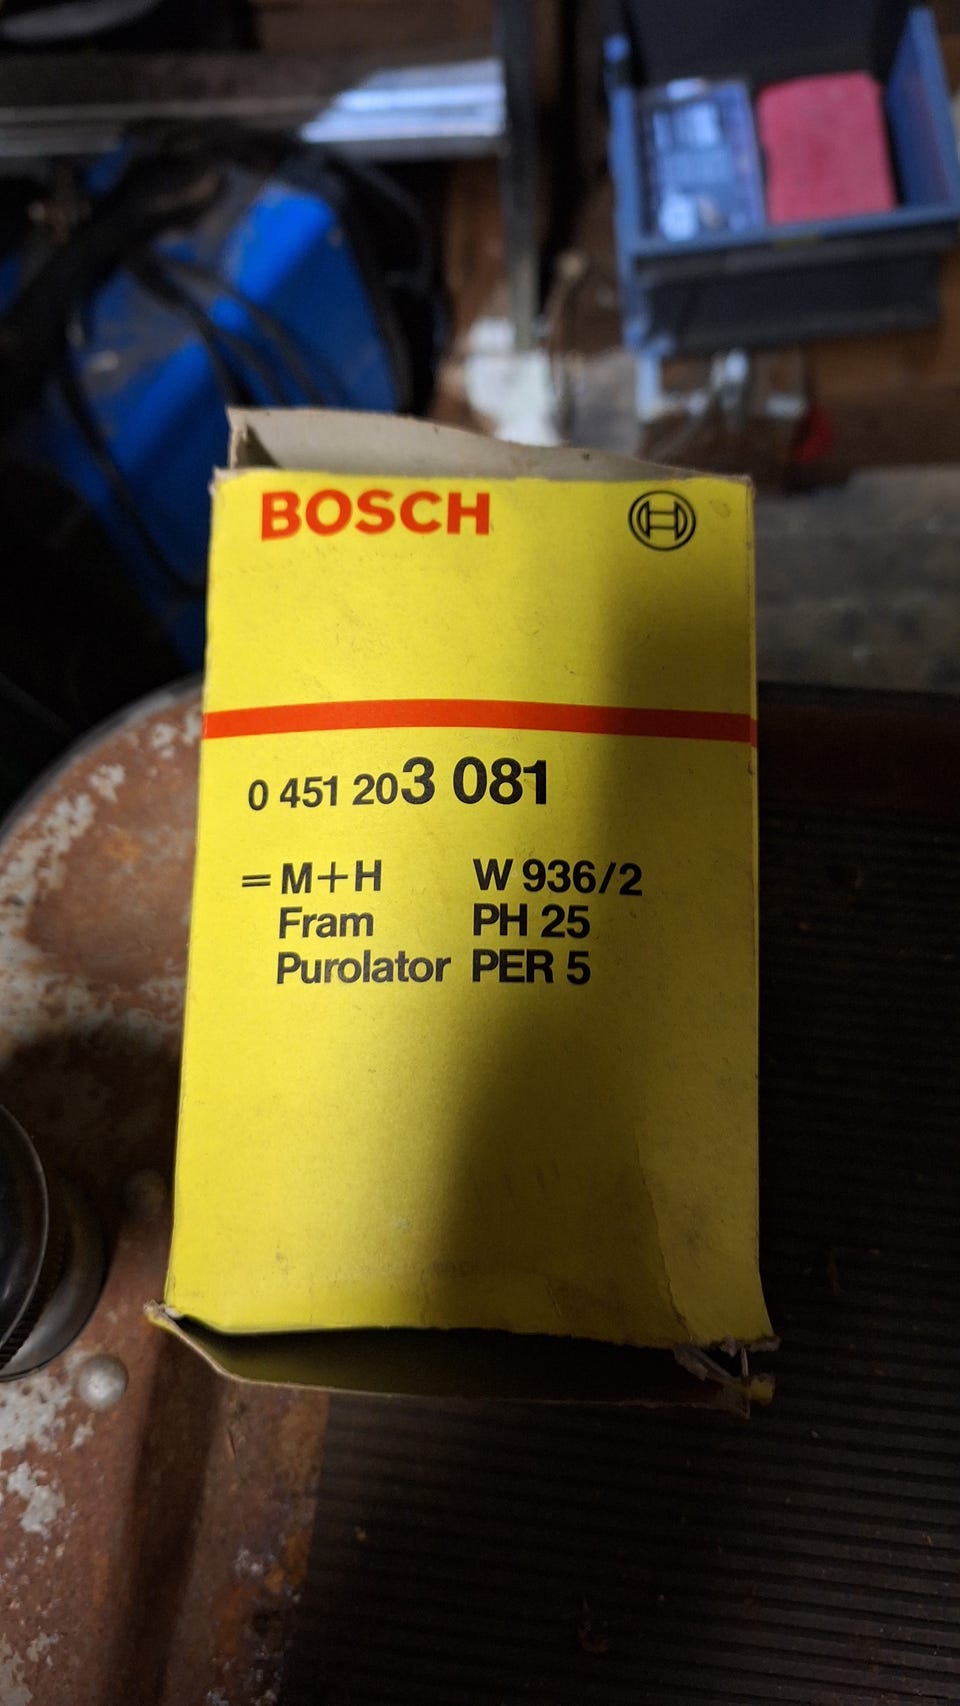 BOSCH
0 451 203 081
= M+H W 936/2
Fram PH 25
Purolator PER 5